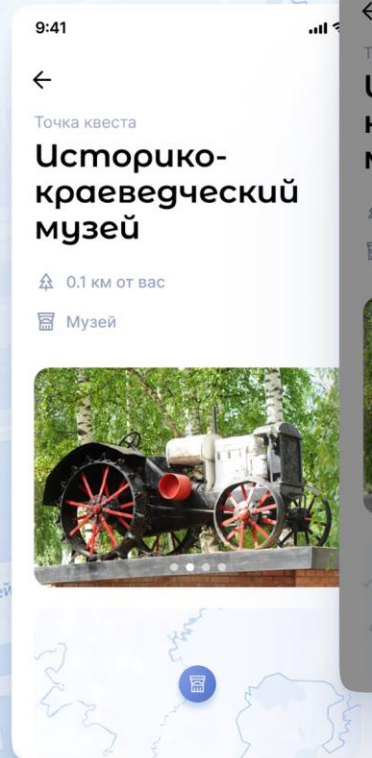 9:41
Точка квеста
Историко-
краеведческий
музей
0.1 км от вас
Музей